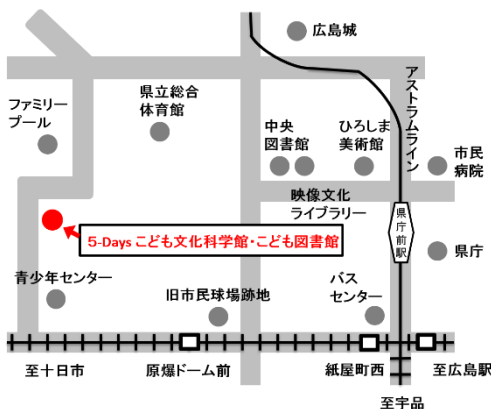 広島城
アストラムライン
ファミリー
プール
県立総合
体育館
中央
図書館
ひろしま
美術館
市民
病院
映像文化
ライブラリー
県庁前駅
5-Days こども文化科学館・こども図書館
県庁
青少年センター
旧市民球場跡地
バス
センター
至十日市
原爆ドーム前
紙屋町西
至広島駅
至宇品